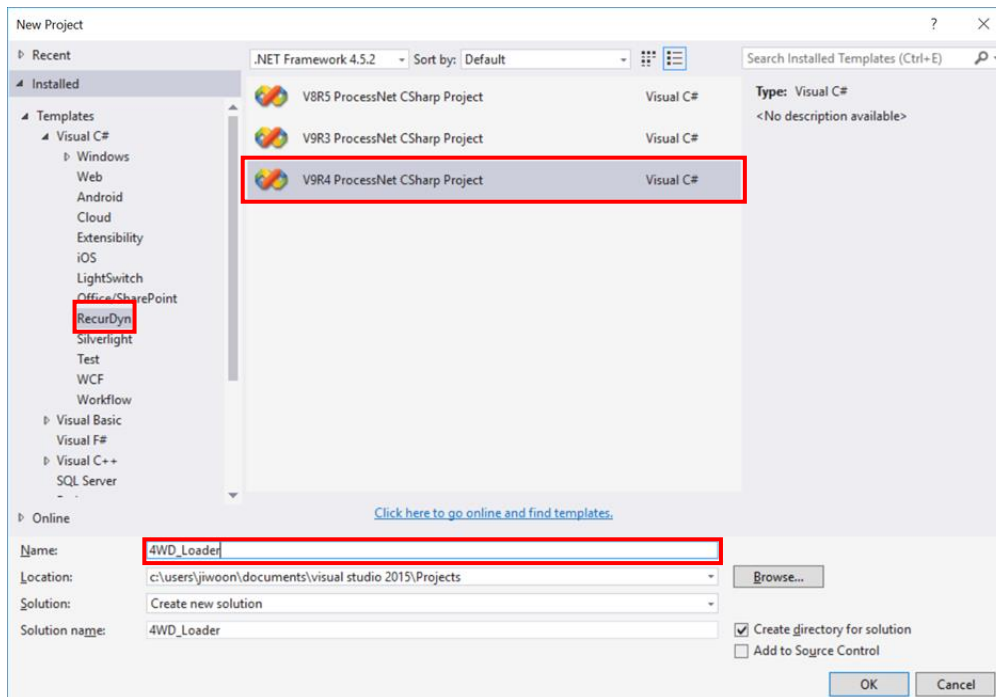 New Project
?
Recent
Installed
Templates
Visual C#
Windows
Web
Android
Cloud
Extensibility
iOS
LightSwitch
Office/SharePoint
RecurDyn
Silverlight
Test
WCF
Workflow
Visual Basic
Visual F#
Visual C++
SQL Server
Online
.NET Framework 4.5.2 Sort by: Default
V8R5 ProcessNet CSharp Project Visual C#
V9R3 ProcessNet CSharp Project Visual C#
V9R4 ProcessNet CSharp Project Visual C#
Click here to go online and find templates.
Search Installed Templates (Ctrl+E)
Type: Visual C#
<No description available>
Name: 4WD_Loader
Location: c:\users\jiwoon\documents\visual studio 2015\Projects Browse...
Solution: Create new solution
Solution name: 4WD_Loader
Create directory for solution
Add to Source Control
OK Cancel